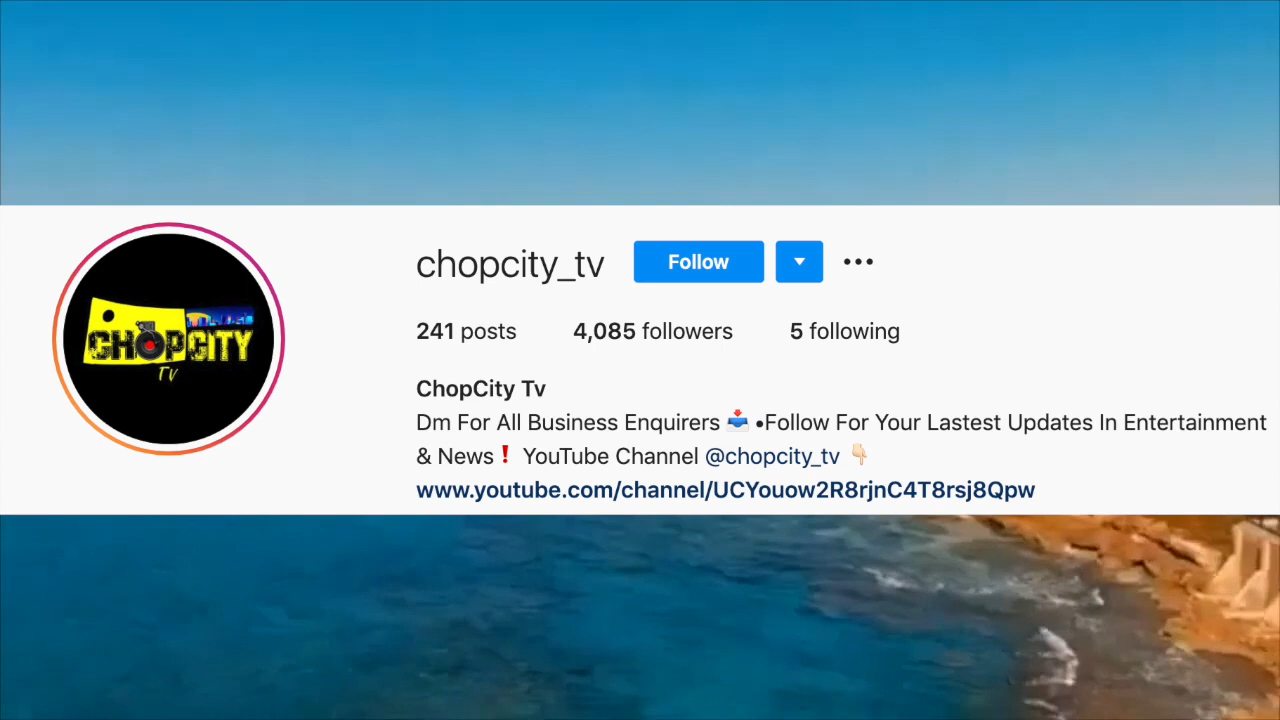 CHOPCITY
Tv
chopcity_tv Follow
241 posts 4,085 followers 5 following
ChopCity Tv
Dm For All Business Enquirers 📥 •Follow For Your Lastest Updates In Entertainment
& News❗ YouTube Channel @chopcity_tv 👇🏻
www.youtube.com/channel/UCYouow2R8rjnC4T8rsj8Qpw